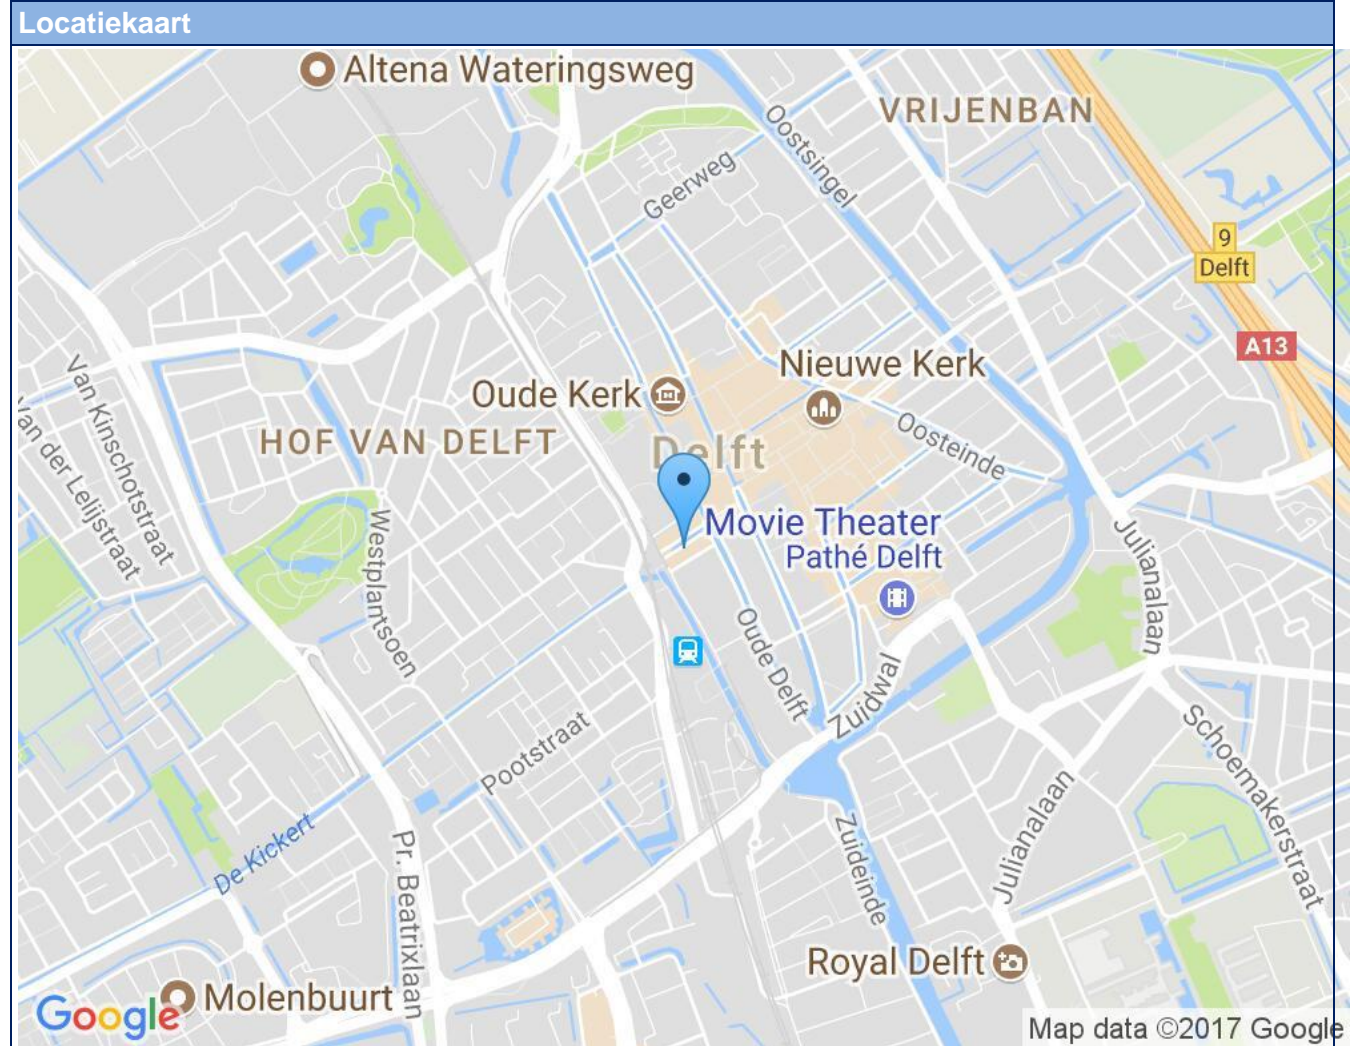 Locatiekaart
Altena Wateringsweg
VRIJENBAN
Oostsingel
Geerweg
9
Delft
A13
Van Kinschotstraat
Van der Lelijstraat
Nieuwe Kerk
Oude Kerk
HOF VAN DELFT
Delft
Oosteinde
Westplantsoen
Movie Theater
Pathé Delft
Julianalaan
Oude Delft
Zuidwal
Pootstraat
Schoemakerstraat
De Kickert
Pr. Beatrixlaan
Zuideinde
Julianalaan
Royal Delft
Molenbuurt
Google
Map data ©2017 Google